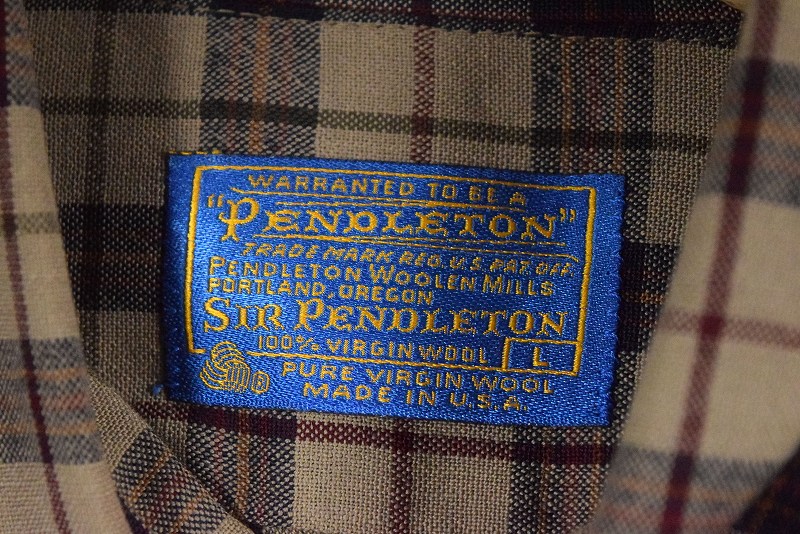 WARRANTED TO BE A
"PENDLETON"
TRADE MARK REG. U.S. PAT. OFF.
PENDLETON WOOLEN MILLS
PORTLAND, OREGON
SIR PENDLETON
100% VIRGIN WOOL L
PURE VIRGIN WOOL
MADE IN U.S.A.